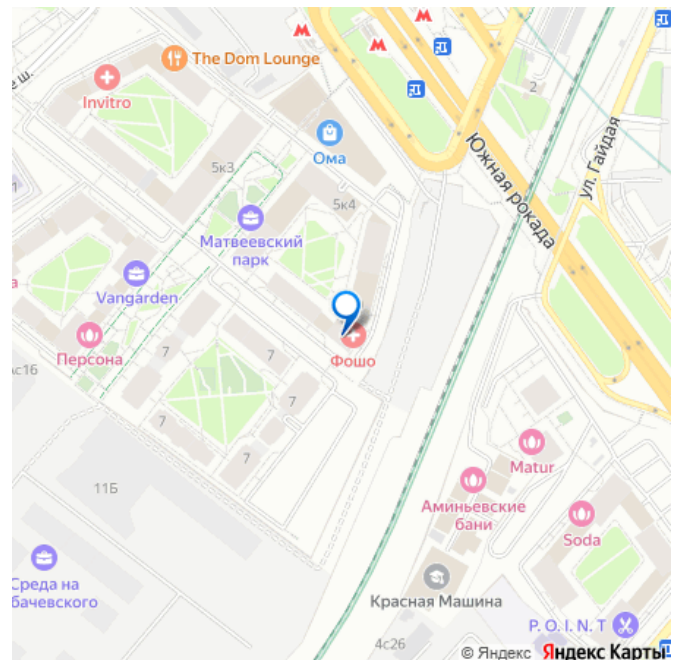 The Dom Lounge
е ш.
Invitro
2
Ома
5к3
Южная рокада
ул. Гайдая
5к4
Матвеевский
парк
а
Vangarden
Персона
7
7
Фошо
с16
7
7
7
Matur
11Б
Аминьевские
бани
Soda
Среда на
бачевского
Красная Машина
P. O. I. N. T
4с26
© Яндекс Яндекс Карты